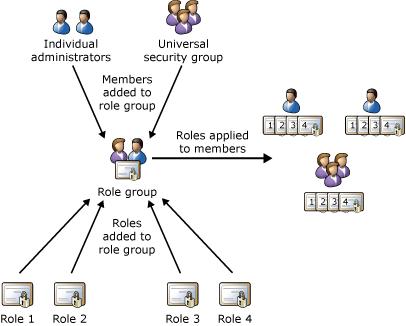 Individual
administrators
Universal
security group
Members
added to
role group
Roles applied
to members
1 2 3 4
1 2 3 4
1 2 3 4
Role group
Roles
added to
role group
Role 1
Role 2
Role 3
Role 4